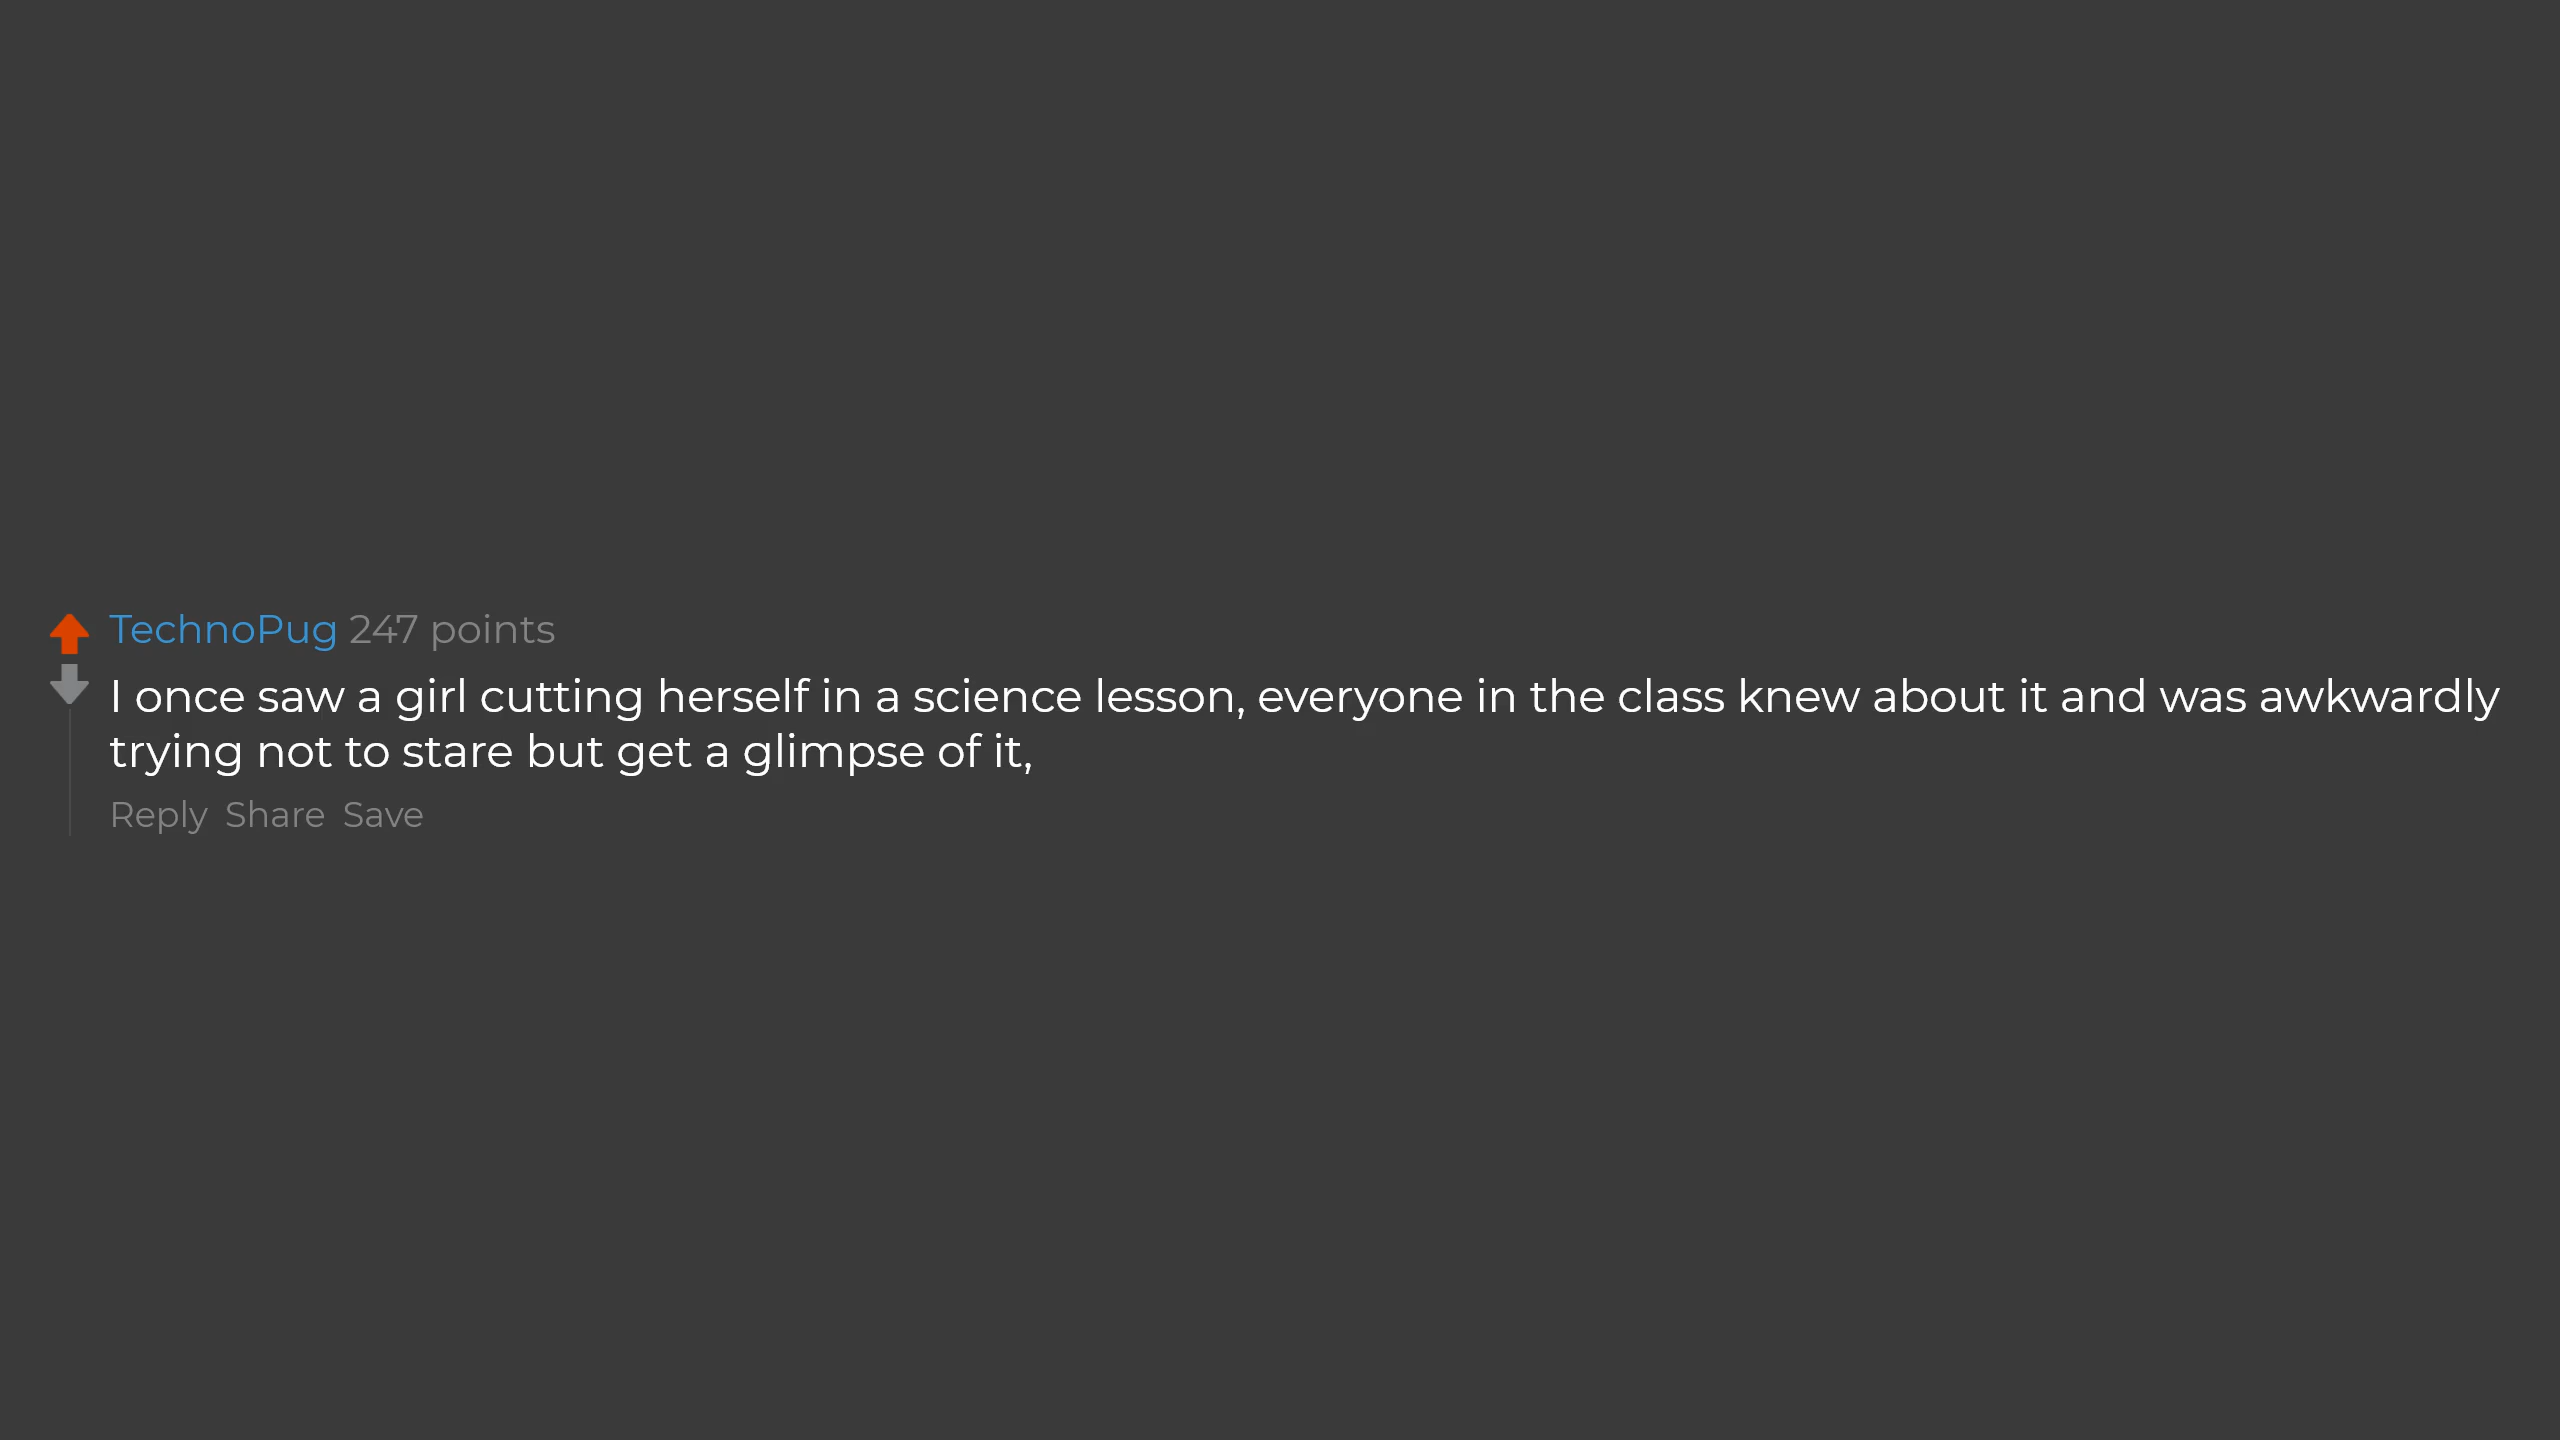 TechnoPug 247 points
I once saw a girl cutting herself in a science lesson, everyone in the class knew about it and was awkwardly
trying not to stare but get a glimpse of it,
Reply Share Save